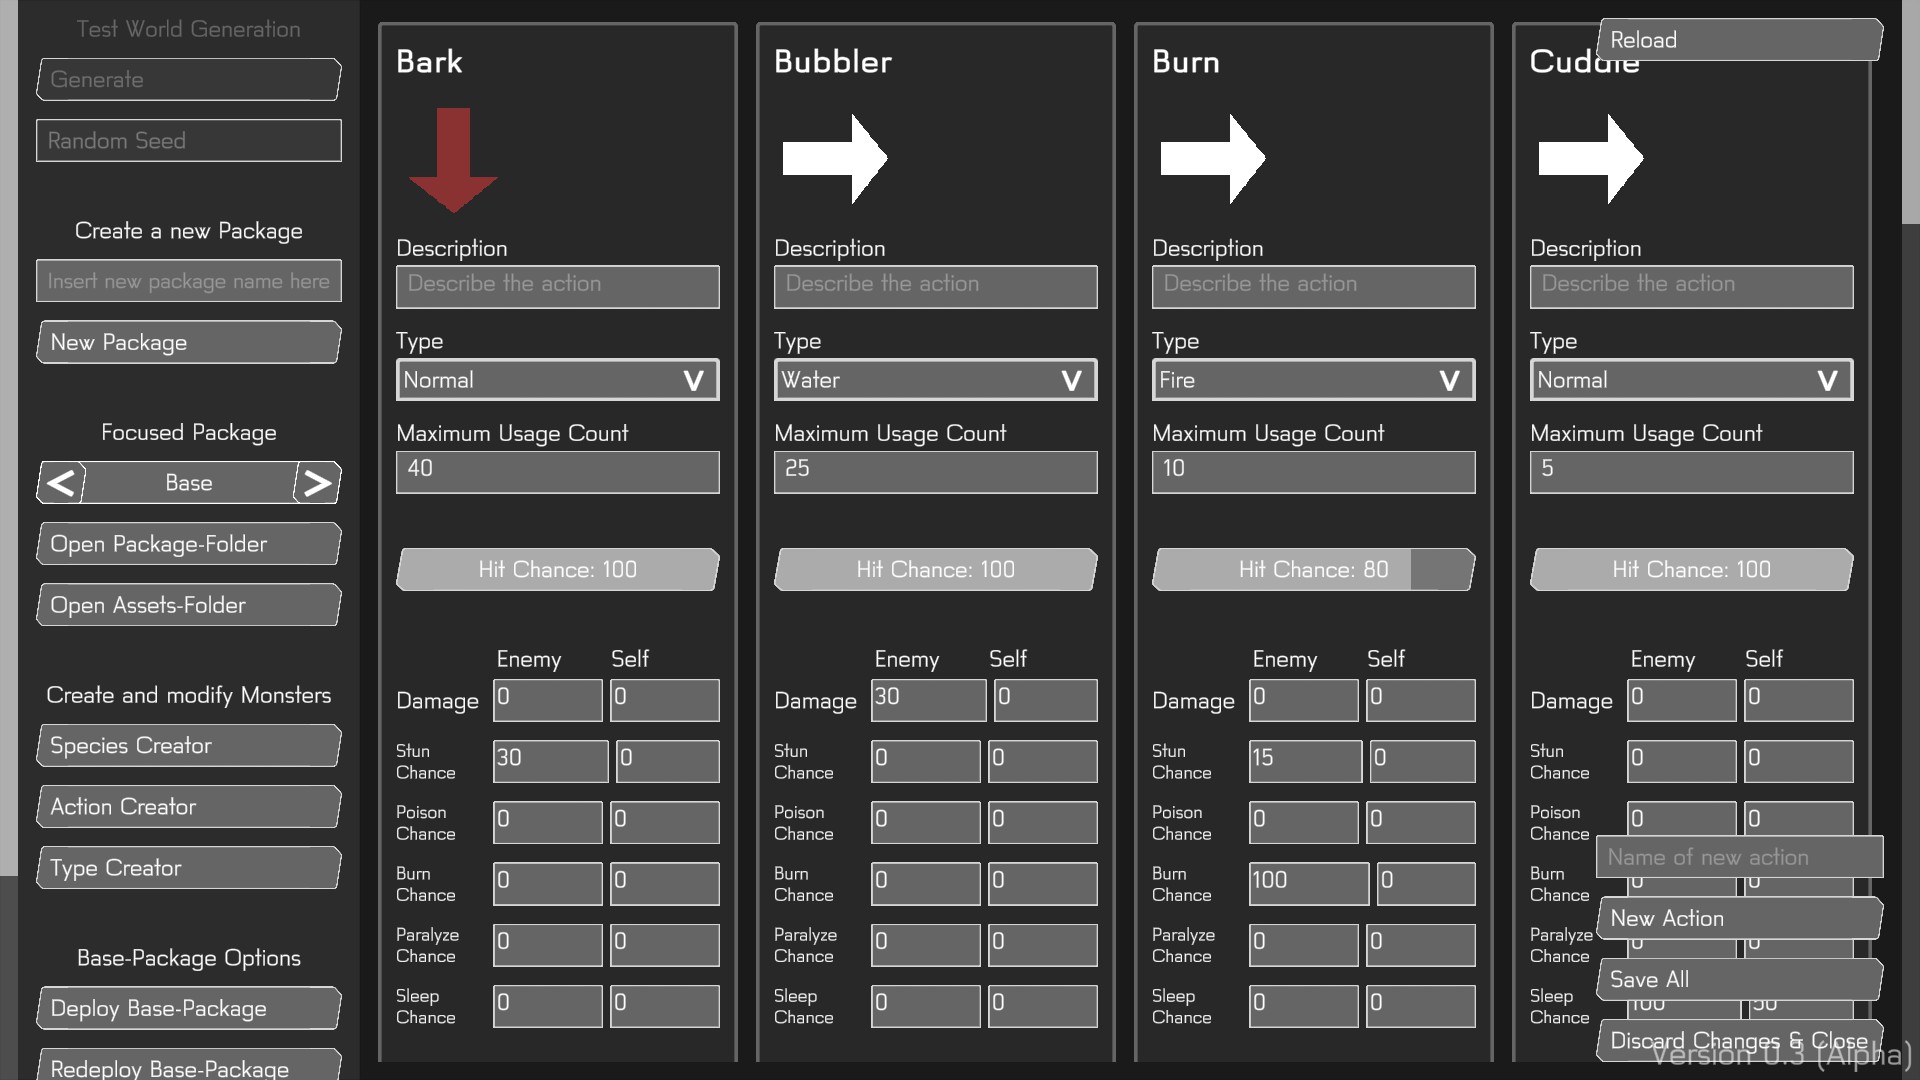 Test World Generation
Generate
Random Seed
Create a new Package
Insert new package name here
New Package
Focused Package
< Base >
Open Package-Folder
Open Assets-Folder
Create and modify Monsters
Species Creator
Action Creator
Type Creator
Base-Package Options
Deploy Base-Package
Redeploy Base-Package
Bark
Description
Describe the action
Type
Normal V
Maximum Usage Count
40
Hit Chance: 100
Enemy Self
Damage 0 0
Stun Chance 30 0
Poison Chance 0 0
Burn Chance 0 0
Paralyze Chance 0 0
Sleep Chance 0 0
Bubbler
Description
Describe the action
Type
Water V
Maximum Usage Count
25
Hit Chance: 100
Enemy Self
Damage 30 0
Stun Chance 0 0
Poison Chance 0 0
Burn Chance 0 0
Paralyze Chance 0 0
Sleep Chance 0 0
Burn
Description
Describe the action
Type
Fire V
Maximum Usage Count
10
Hit Chance: 80
Enemy Self
Damage 0 0
Stun Chance 15 0
Poison Chance 0 0
Burn Chance 100 0
Paralyze Chance 0 0
Sleep Chance 0 0
Cuddle
Description
Describe the action
Type
Normal V
Maximum Usage Count
5
Hit Chance: 100
Enemy Self
Damage 0 0
Stun Chance 0 0
Poison Chance 0 0
Burn Chance 0 0
Paralyze Chance 0 0
Sleep Chance 100 50
Reload
Name of new action
New Action
Save All
Discard Changes & Close
Version 0.3 (Alpha)